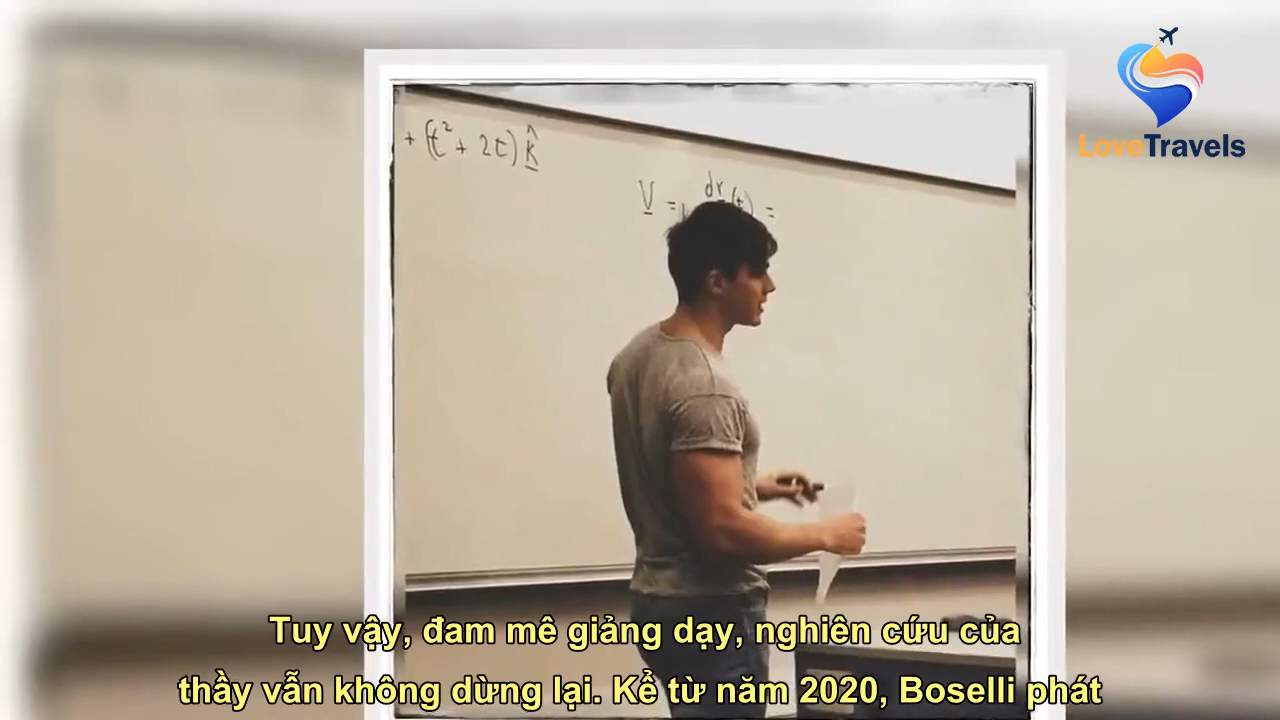 LoveTravels
+ (t² + 2t) k̂
V = dr (t) =
Tuy vậy, đam mê giảng dạy, nghiên cứu của
thầy vẫn không dừng lại. Kể từ năm 2020, Boselli phát